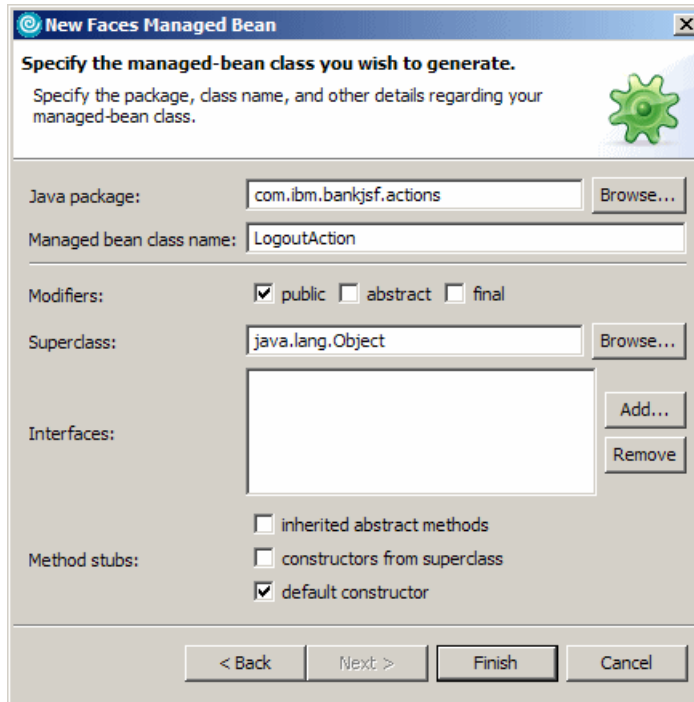 New Faces Managed Bean
Specify the managed-bean class you wish to generate.
Specify the package, class name, and other details regarding your
managed-bean class.
Java package: com.ibm.bankjsf.actions Browse...
Managed bean class name: LogoutAction
Modifiers: public abstract final
Superclass: java.lang.Object Browse...
Interfaces:
Add...
Remove
Method stubs:
inherited abstract methods
constructors from superclass
default constructor
< Back Next > Finish Cancel